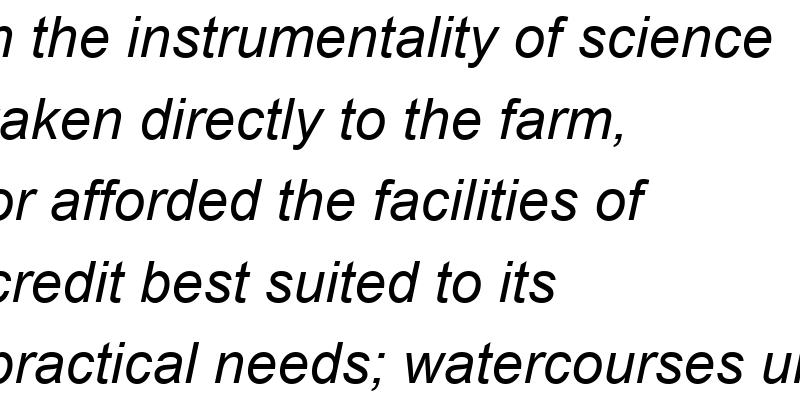 the instrumentality of science
taken directly to the farm,
or afforded the facilities of
credit best suited to its
practical needs; watercourses